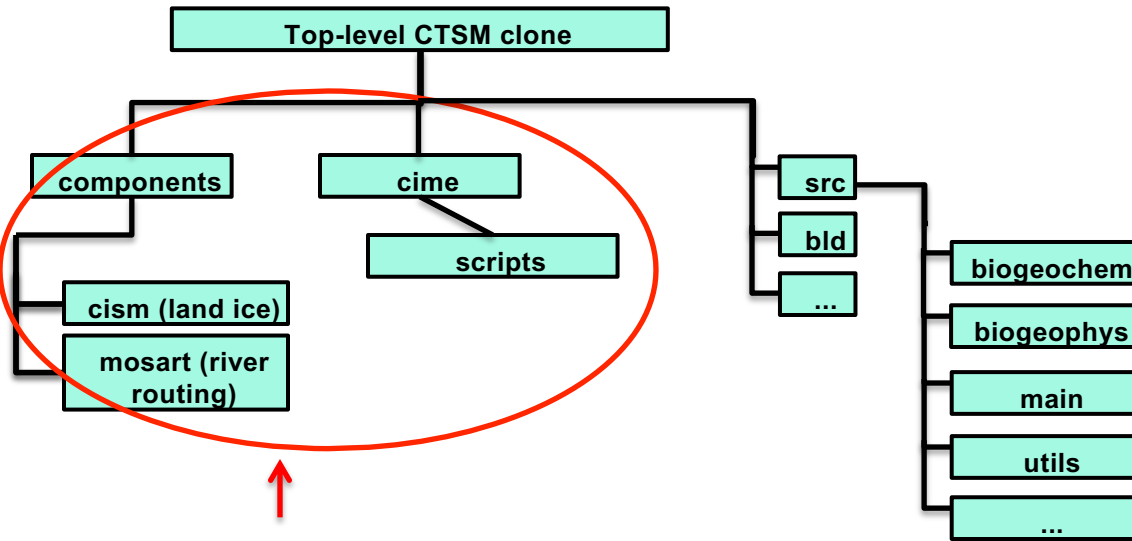 Top-level CTSM clone
components
cime
src
scripts
bld
biogeochem
cism (land ice)
...
biogeophys
mosart (river
routing)
main
utils
...